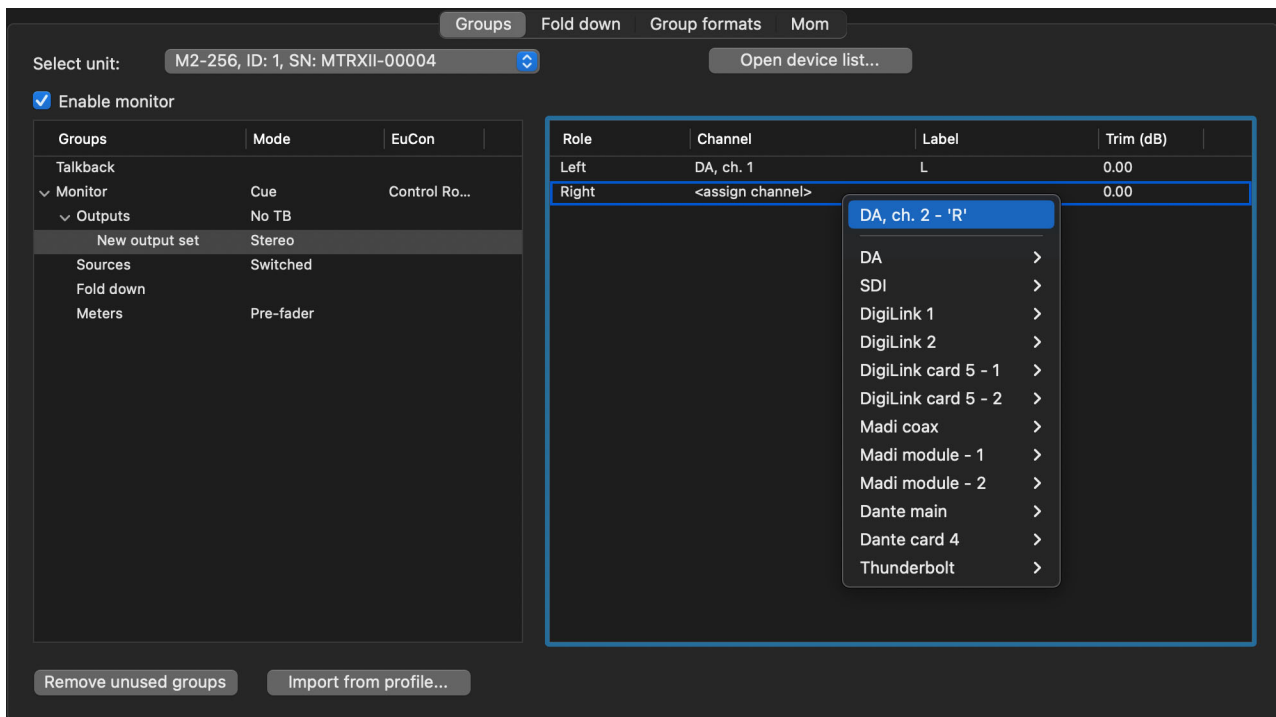 Groups Fold down Group formats Mom
Select unit: M2-256, ID: 1, SN: MTRXII-00004 Open device list...
Enable monitor
Groups Mode EuCon
Talkback
Monitor Cue Control Ro...
Outputs No TB
New output set Stereo
Sources Switched
Fold down
Meters Pre-fader
Role Channel Label Trim (dB)
Left DA, ch. 1 L 0.00
Right <assign channel> 0.00
DA, ch. 2 - 'R'
DA
SDI
DigiLink 1
DigiLink 2
DigiLink card 5 - 1
DigiLink card 5 - 2
Madi coax
Madi module - 1
Madi module - 2
Dante main
Dante card 4
Thunderbolt
Remove unused groups Import from profile...